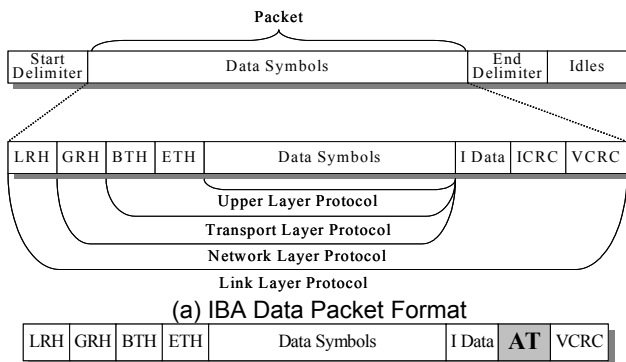 Packet
Start Delimiter Data Symbols End Delimiter Idles
LRH GRH BTH ETH Data Symbols I Data ICRC VCRC
Upper Layer Protocol
Transport Layer Protocol
Network Layer Protocol
Link Layer Protocol
(a) IBA Data Packet Format
LRH GRH BTH ETH Data Symbols I Data AT VCRC